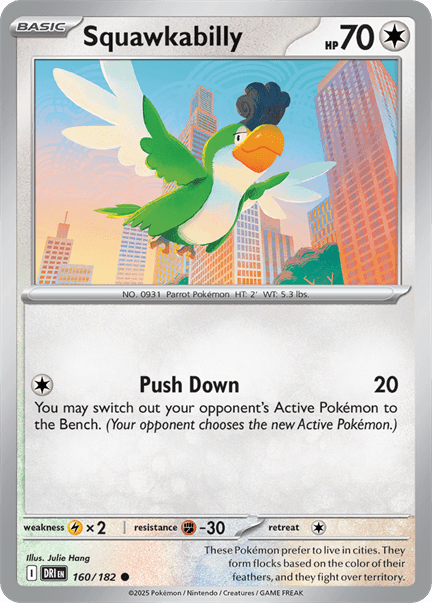 BASIC
Squawkabilly
HP 70
NO. 0931 Parrot Pokémon HT: 2' WT: 5.3 lbs.
Push Down 20
You may switch out your opponent's Active Pokémon to
the Bench. (Your opponent chooses the new Active Pokémon.)
weakness ×2 resistance -30 retreat
Illus. Julie Hang
I DRI EN 160/182
These Pokémon prefer to live in cities. They
form flocks based on the color of their
feathers, and they fight over territory.
©2025 Pokémon / Nintendo / Creatures / GAME FREAK